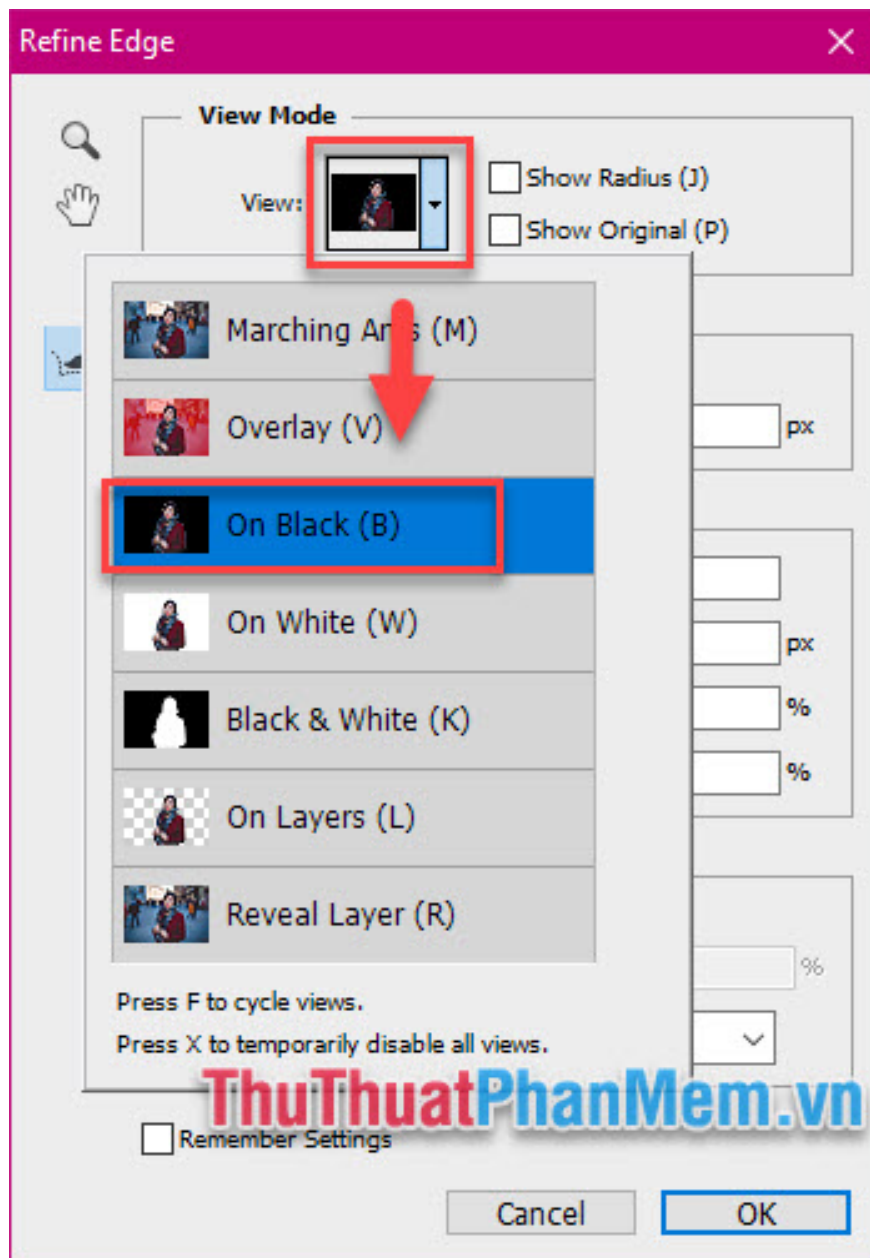 Refine Edge
View Mode
View:
Show Radius (J)
Show Original (P)
Marching Ants (M)
Overlay (V)
px
On Black (B)
On White (W)
px
Black & White (K)
%
%
On Layers (L)
Reveal Layer (R)
%
Press F to cycle views.
Press X to temporarily disable all views.
ThuThuatPhanMem.vn
Remember Settings
Cancel
OK